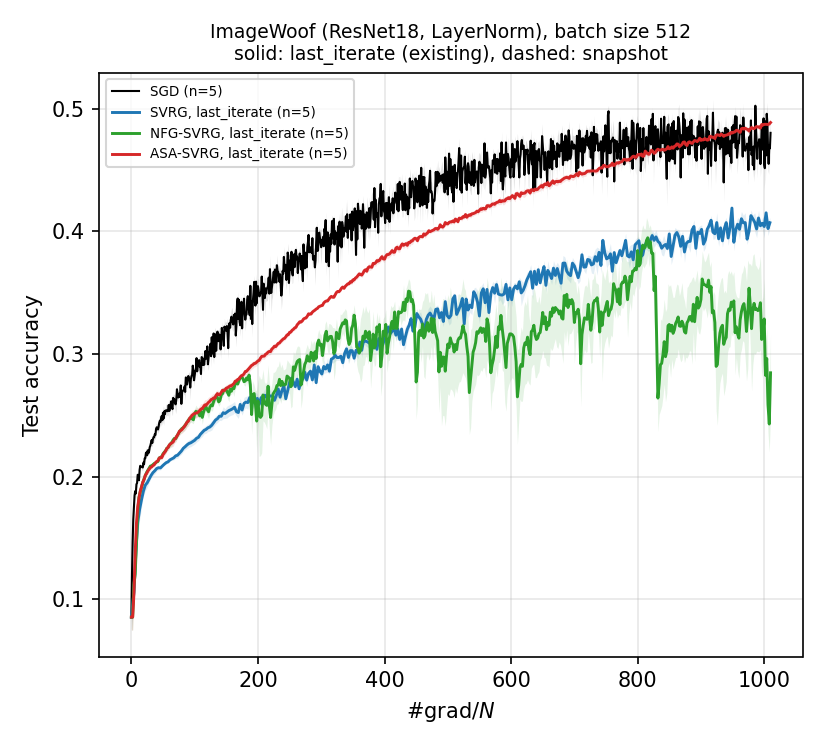 ImageWoof (ResNet18, LayerNorm), batch size 512
solid: last_iterate (existing), dashed: snapshot
SGD (n=5)
SVRG, last_iterate (n=5)
NFG-SVRG, last_iterate (n=5)
ASA-SVRG, last_iterate (n=5)
Test accuracy
0.5
0.4
0.3
0.2
0.1
0 200 400 600 800 1000
#grad/N